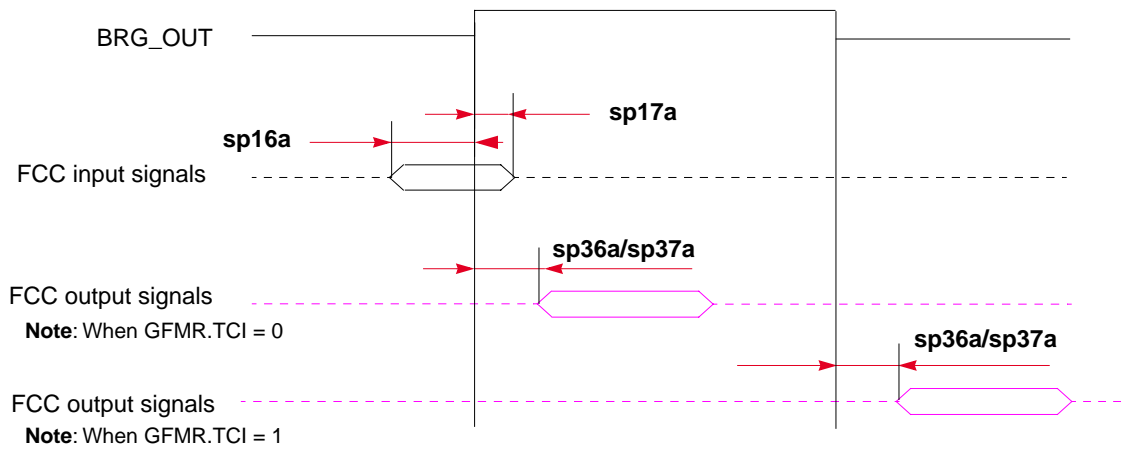 BRG_OUT
sp17a
sp16a
FCC input signals
sp36a/sp37a
FCC output signals
Note: When GFMR.TCI = 0
sp36a/sp37a
FCC output signals
Note: When GFMR.TCI = 1